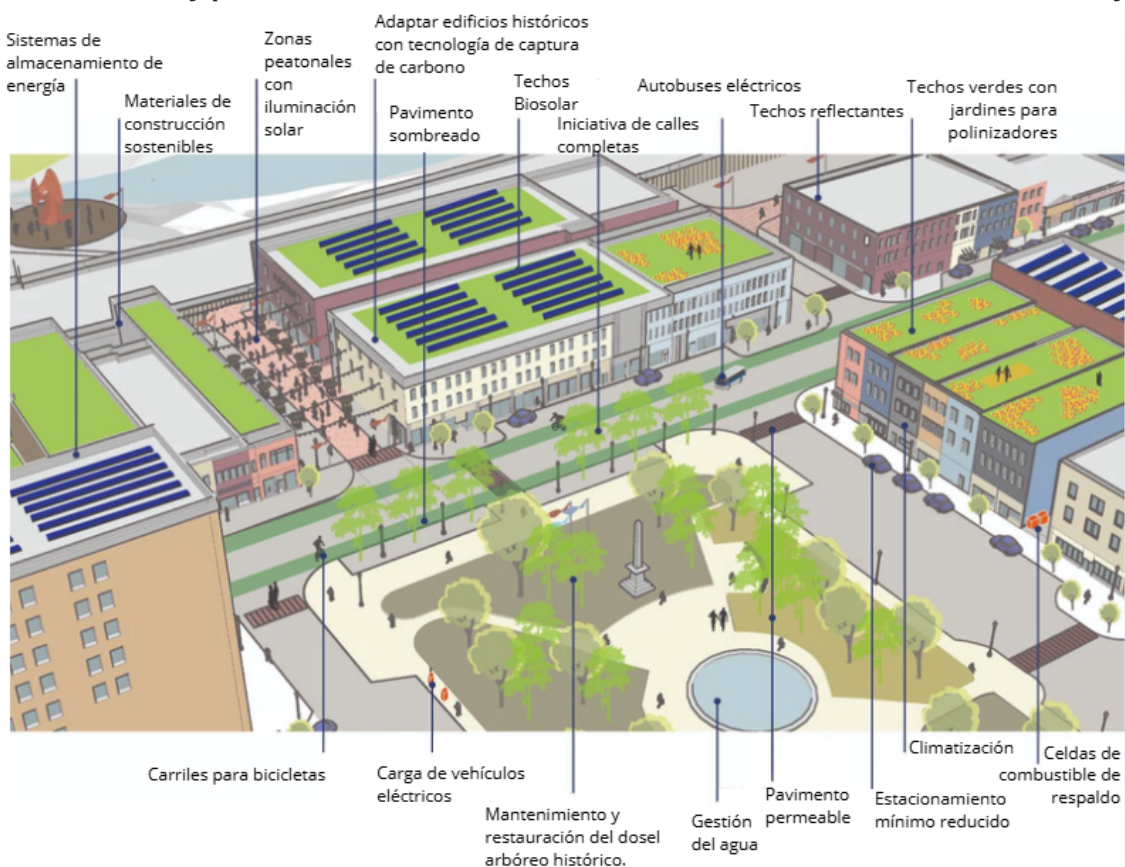 Sistemas de
almacenamiento de
energía
Materiales de
construcción
sostenibles
Zonas
peatonales
con
iluminación
solar
Adaptar edificios históricos
con tecnología de captura
de carbono
Pavimento
sombreado
Techos
Biosolar
Iniciativa de calles
completas
Autobuses eléctricos
Techos reflectantes
Techos verdes con
jardines para
polinizadores
Carriles para bicicletas
Carga de vehículos
eléctricos
Mantenimiento y
restauración del dosel
arbóreo histórico.
Gestión
del agua
Pavimento
permeable
Estacionamiento
mínimo reducido
Climatización
Celdas de
combustible de
respaldo